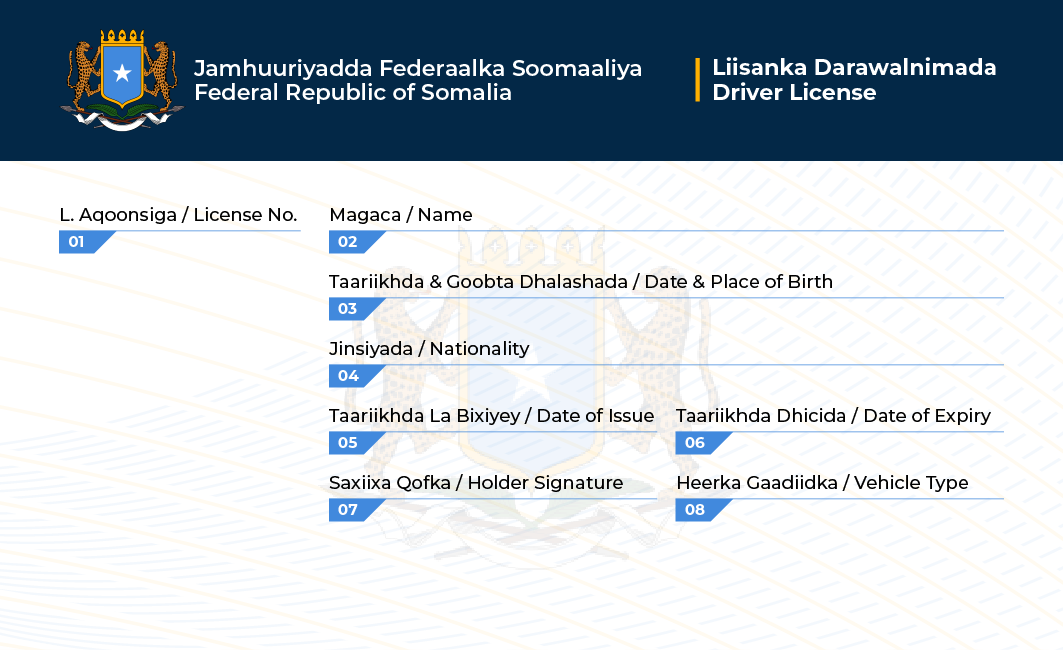 Jamhuuriyadda Federaalka Soomaaliya
Federal Republic of Somalia
Liisanka Darawalnimada
Driver License
L. Aqoonsiga / License No.
01
Magaca / Name
02
Taariikhda & Goobta Dhalashada / Date & Place of Birth
03
Jinsiyada / Nationality
04
Taariikhda La Bixiyey / Date of Issue
05
Taariikhda Dhicida / Date of Expiry
06
Saxiixa Qofka / Holder Signature
07
Heerka Gaadiidka / Vehicle Type
08